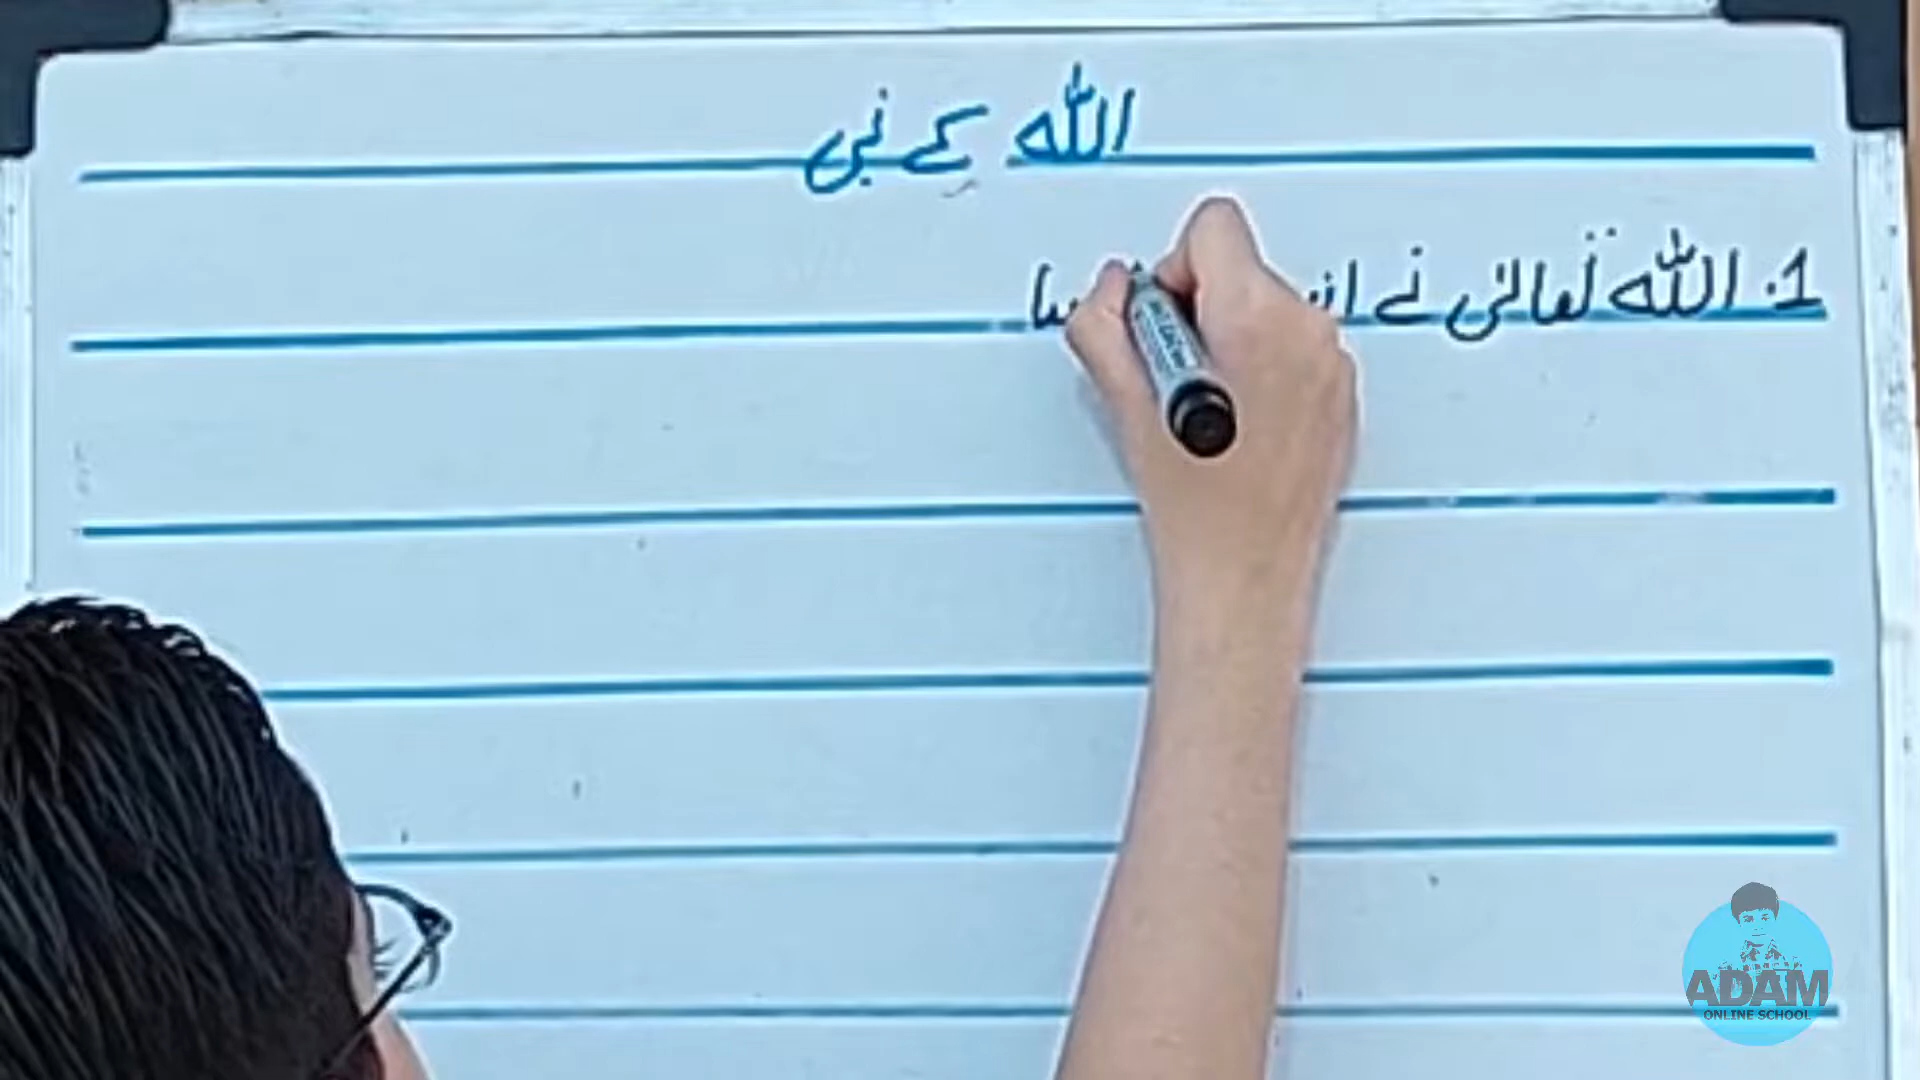 اللہ کے نبی
1. اللہ تعالیٰ نے
ADAM
ONLINE SCHOOL